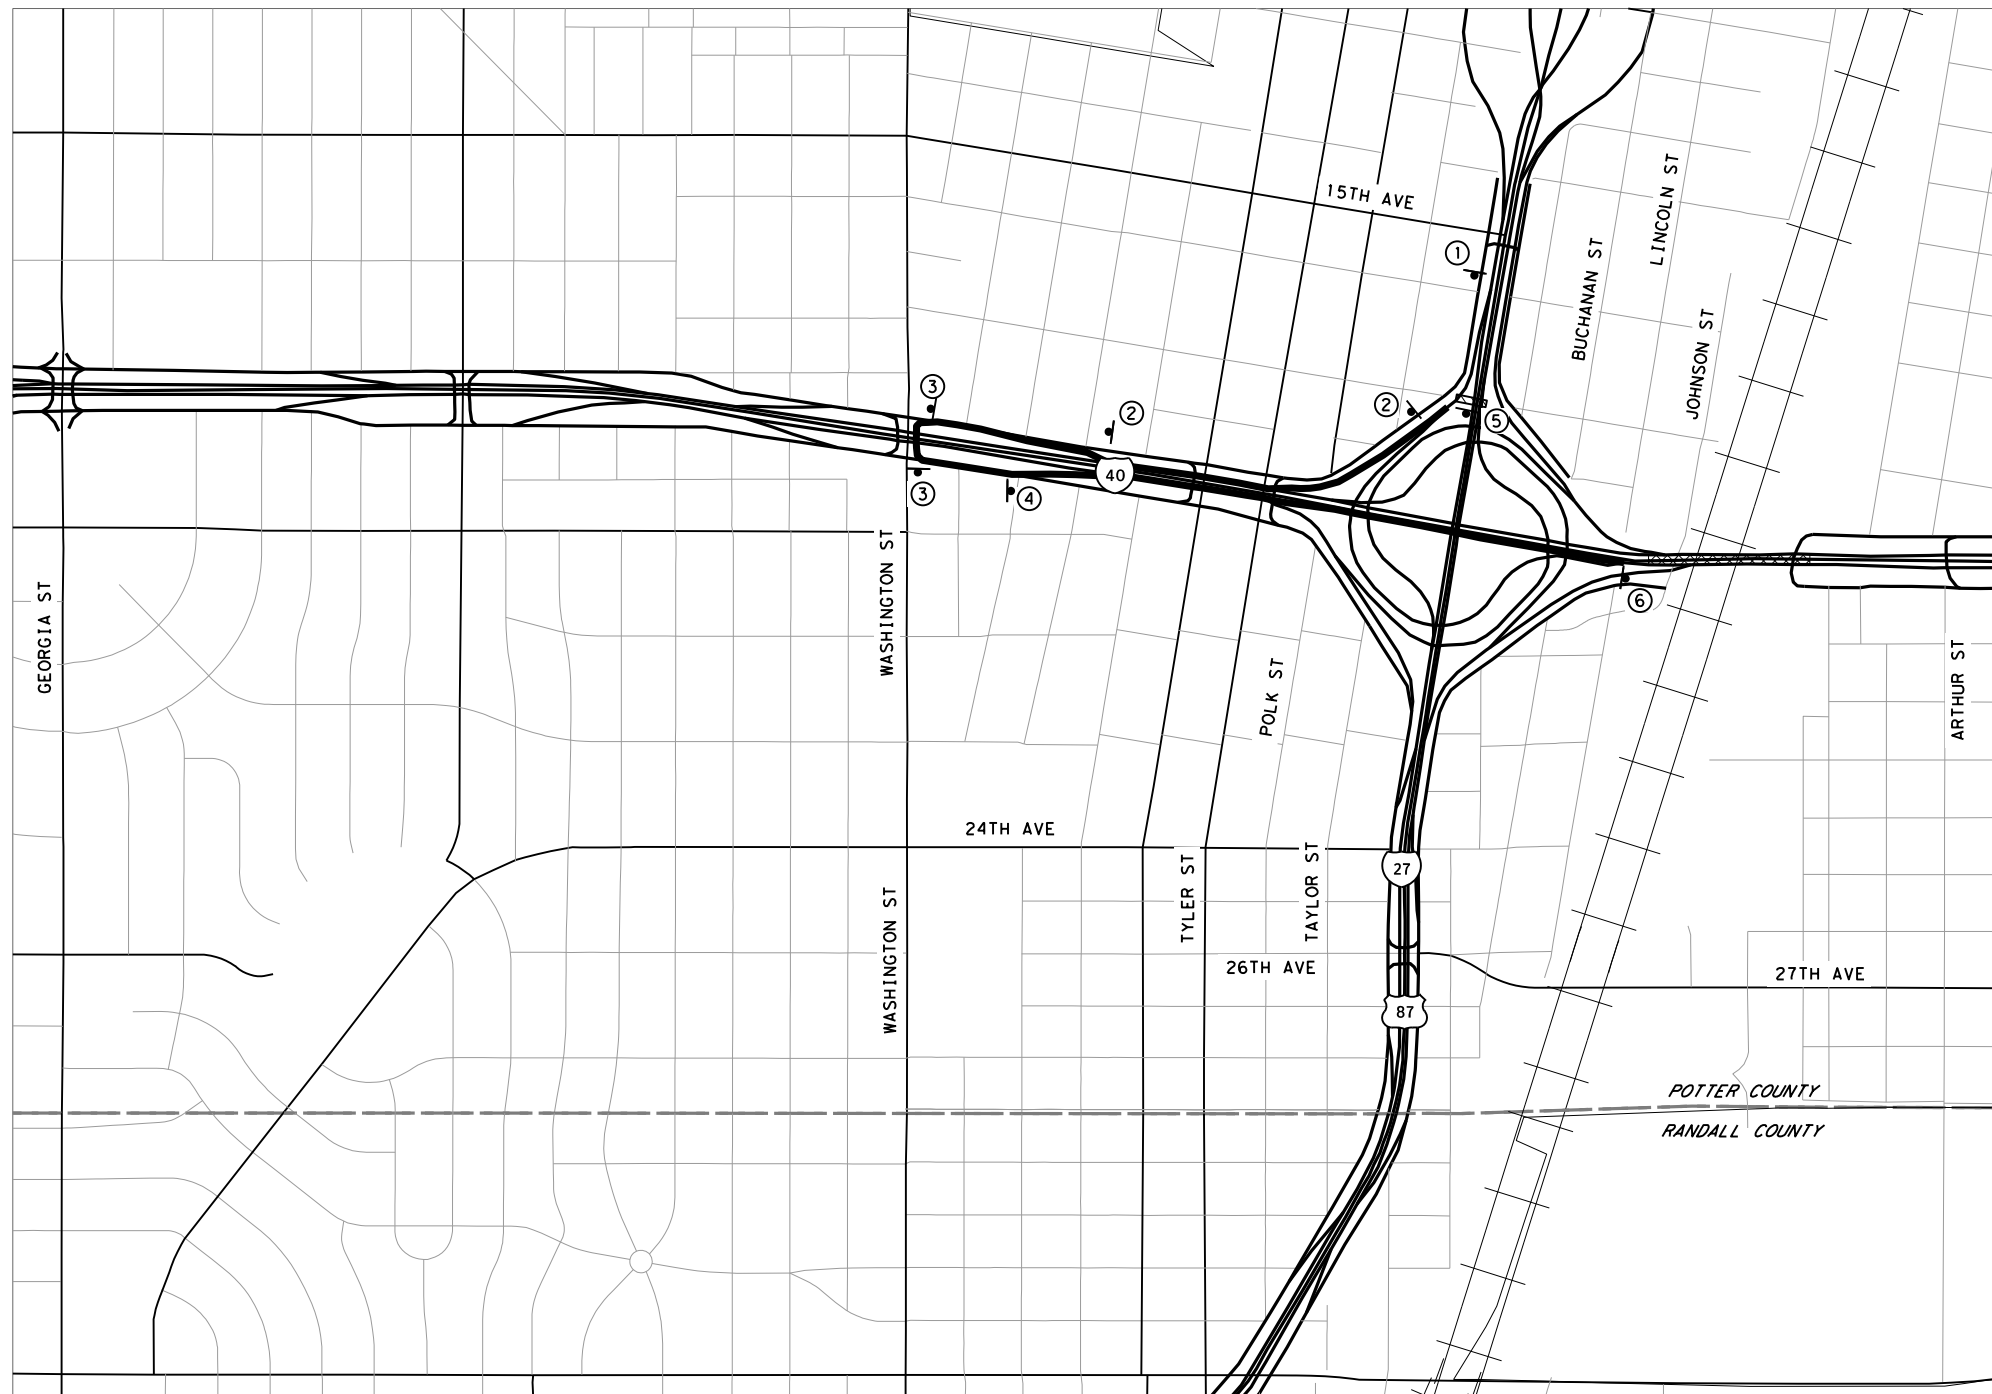 15TH AVE
LINCOLN ST
1
BUCHANAN ST
JOHNSON ST
3
2
2
5
40
3
4
6
WASHINGTON ST
GEORGIA ST
POLK ST
ARTHUR ST
24TH AVE
27
TYLER ST
TAYLOR ST
WASHINGTON ST
26TH AVE
27TH AVE
87
POTTER COUNTY
RANDALL COUNTY